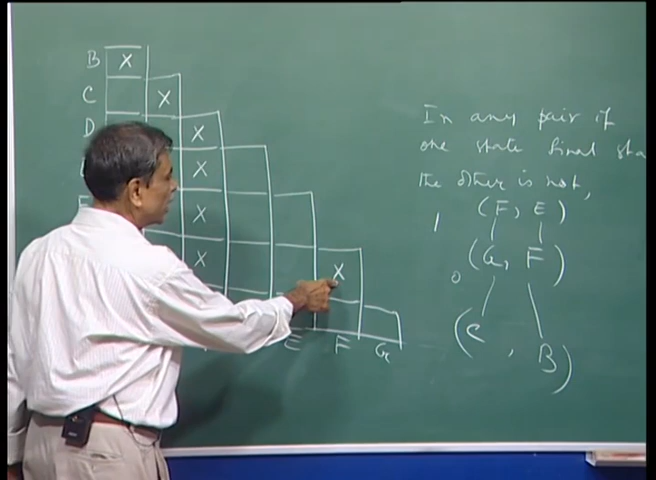 B X
C X
D X
X
X
X X
E F G
In any pair if
one state final sta
the other is not,
(F, E)
1
(G, F)
0
(C, B)